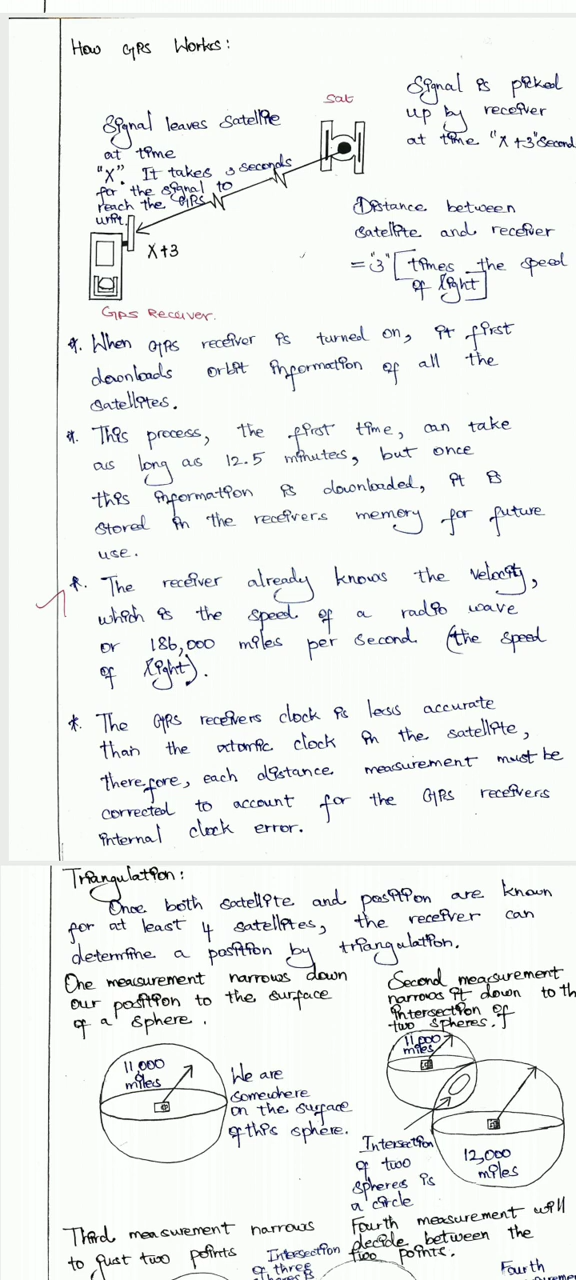 How GPS Works:
Signal leaves satellite
at time
"X". It takes 3 seconds
for the signal to
reach the GPS
unit.
Sat
Signal is picked
up by receiver
at time "X+3" second
X+3
GPS Receiver.
Distance between
satellite and receiver
= "3" [times the speed
of light]
*. When GPS receiver is turned on, it first
downloads orbit information of all the
satellites.
*. This process, the first time, can take
as long as 12.5 minutes, but once
this information is downloaded, it is
stored in the receivers memory for future
use.
*. The receiver already knows the velocity,
which is the speed of a radio wave
or 186,000 miles per second (the speed
of light).
*. The GPS receivers clock is less accurate
than the atomic clock in the satellite,
therefore, each distance measurement must be
corrected to account for the GPS receivers
internal clock error.
Triangulation:
Once both satellite and position are known
for at least 4 satellites, the receiver can
determine a position by triangulation.
One measurement narrows down
our position to the surface
of a sphere.
11,000
miles
We are
somewhere
on the surface
of this sphere.
Second measurement
narrows it down to th
intersection of
two spheres.
11,000
miles
12,000
miles
Intersection
of two
spheres is
a circle
Third measurement narrows
to just two points
Intersection
of three
Fourth measurement will
decide between the
two points.
Fourth